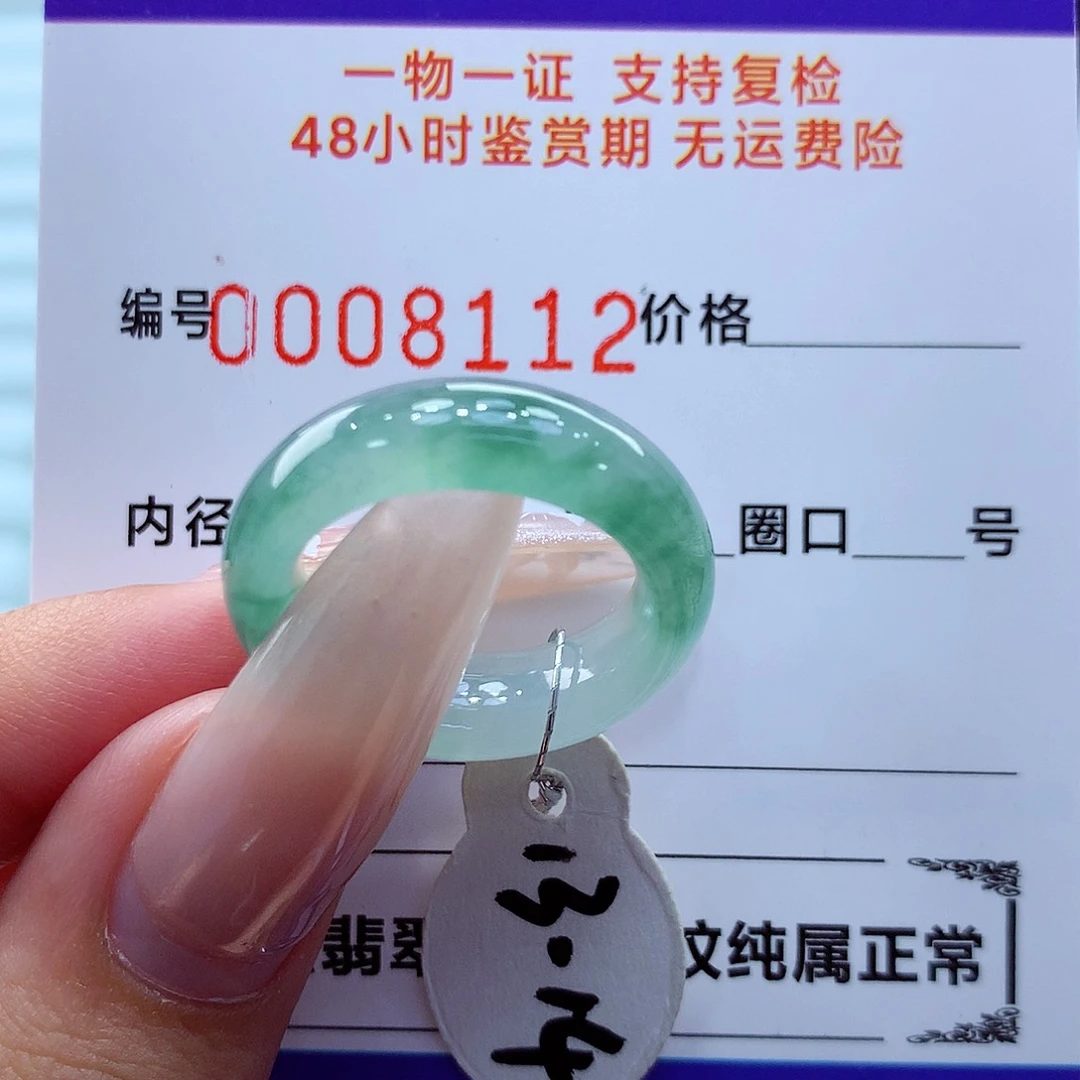 一物一证 支持复检
48小时鉴赏期 无运费险
编号0008112价格
内径 圈口 号
翡翠 纹纯属正常
13.14